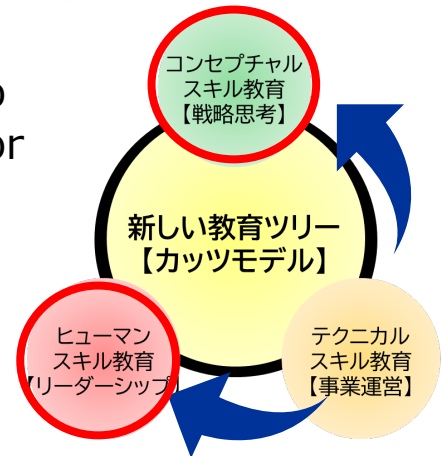 コンセプチャル
スキル教育
【戦略思考】
or
新しい教育ツリー
【カッツモデル】
ヒューマン
スキル教育
【リーダーシップ】
テクニカル
スキル教育
【事業運営】